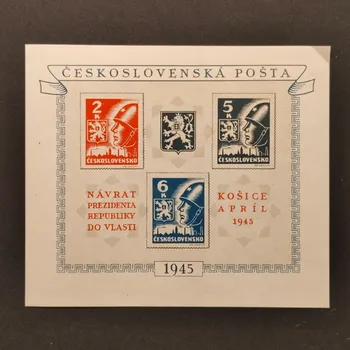 ČESKOSLOVENSKÁ POŠTA
2
K
ČESKOSLOVENSKO
5
K
ČESKOSLOVENSKO
NÁVRAT
PREZIDENTA
REPUBLIKY
DO VLASTI
6
K
ČESKOSLOVENSKO
KOŠICE
APRÍL
1945
1945